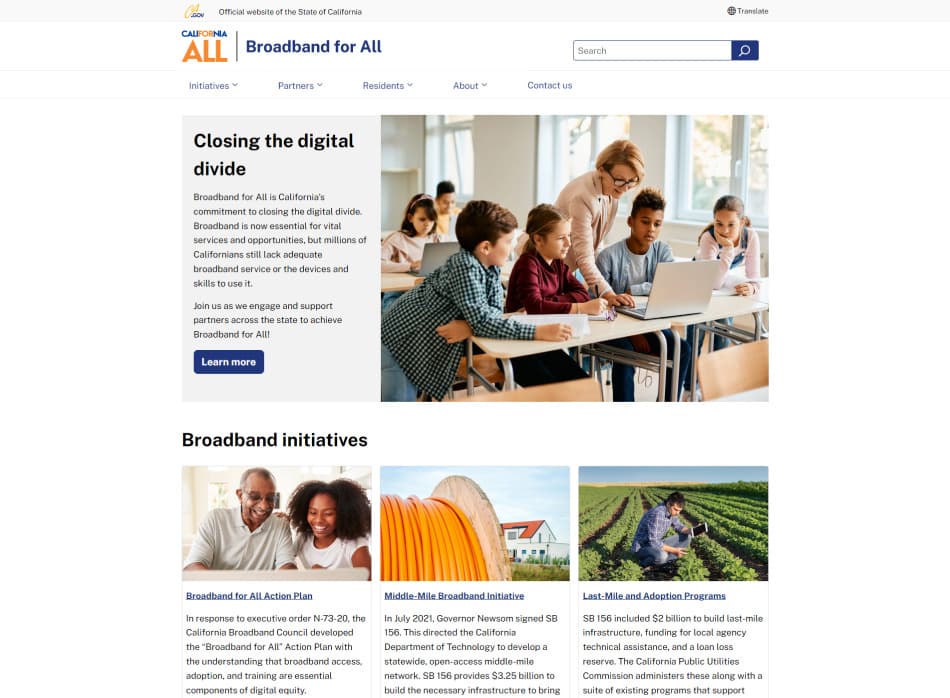 .GOV
Official website of the State of California
Translate
CALIFORNIA
ALL
Broadband for All
Search
Initiatives
Partners
Residents
About
Contact us
Closing the digital
divide
Broadband for All is California's
commitment to closing the digital divide.
Broadband is now essential for vital
services and opportunities, but millions of
Californians still lack adequate
broadband service or the devices and
skills to use it.
Join us as we engage and support
partners across the state to achieve
Broadband for All!
Learn more
Broadband initiatives
Broadband for All Action Plan
In response to executive order N-73-20, the
California Broadband Council developed
the “Broadband for All” Action Plan with
the understanding that broadband access,
adoption, and training are essential
components of digital equity.
Middle-Mile Broadband Initiative
In July 2021, Governor Newsom signed SB
156. This directed the California
Department of Technology to develop a
statewide, open-access middle-mile
network. SB 156 provides $3.25 billion to
build the necessary infrastructure to bring
Last-Mile and Adoption Programs
SB 156 included $2 billion to build last-mile
infrastructure, funding for local agency
technical assistance, and a loan loss
reserve. The California Public Utilities
Commission administers these along with a
suite of existing programs that support